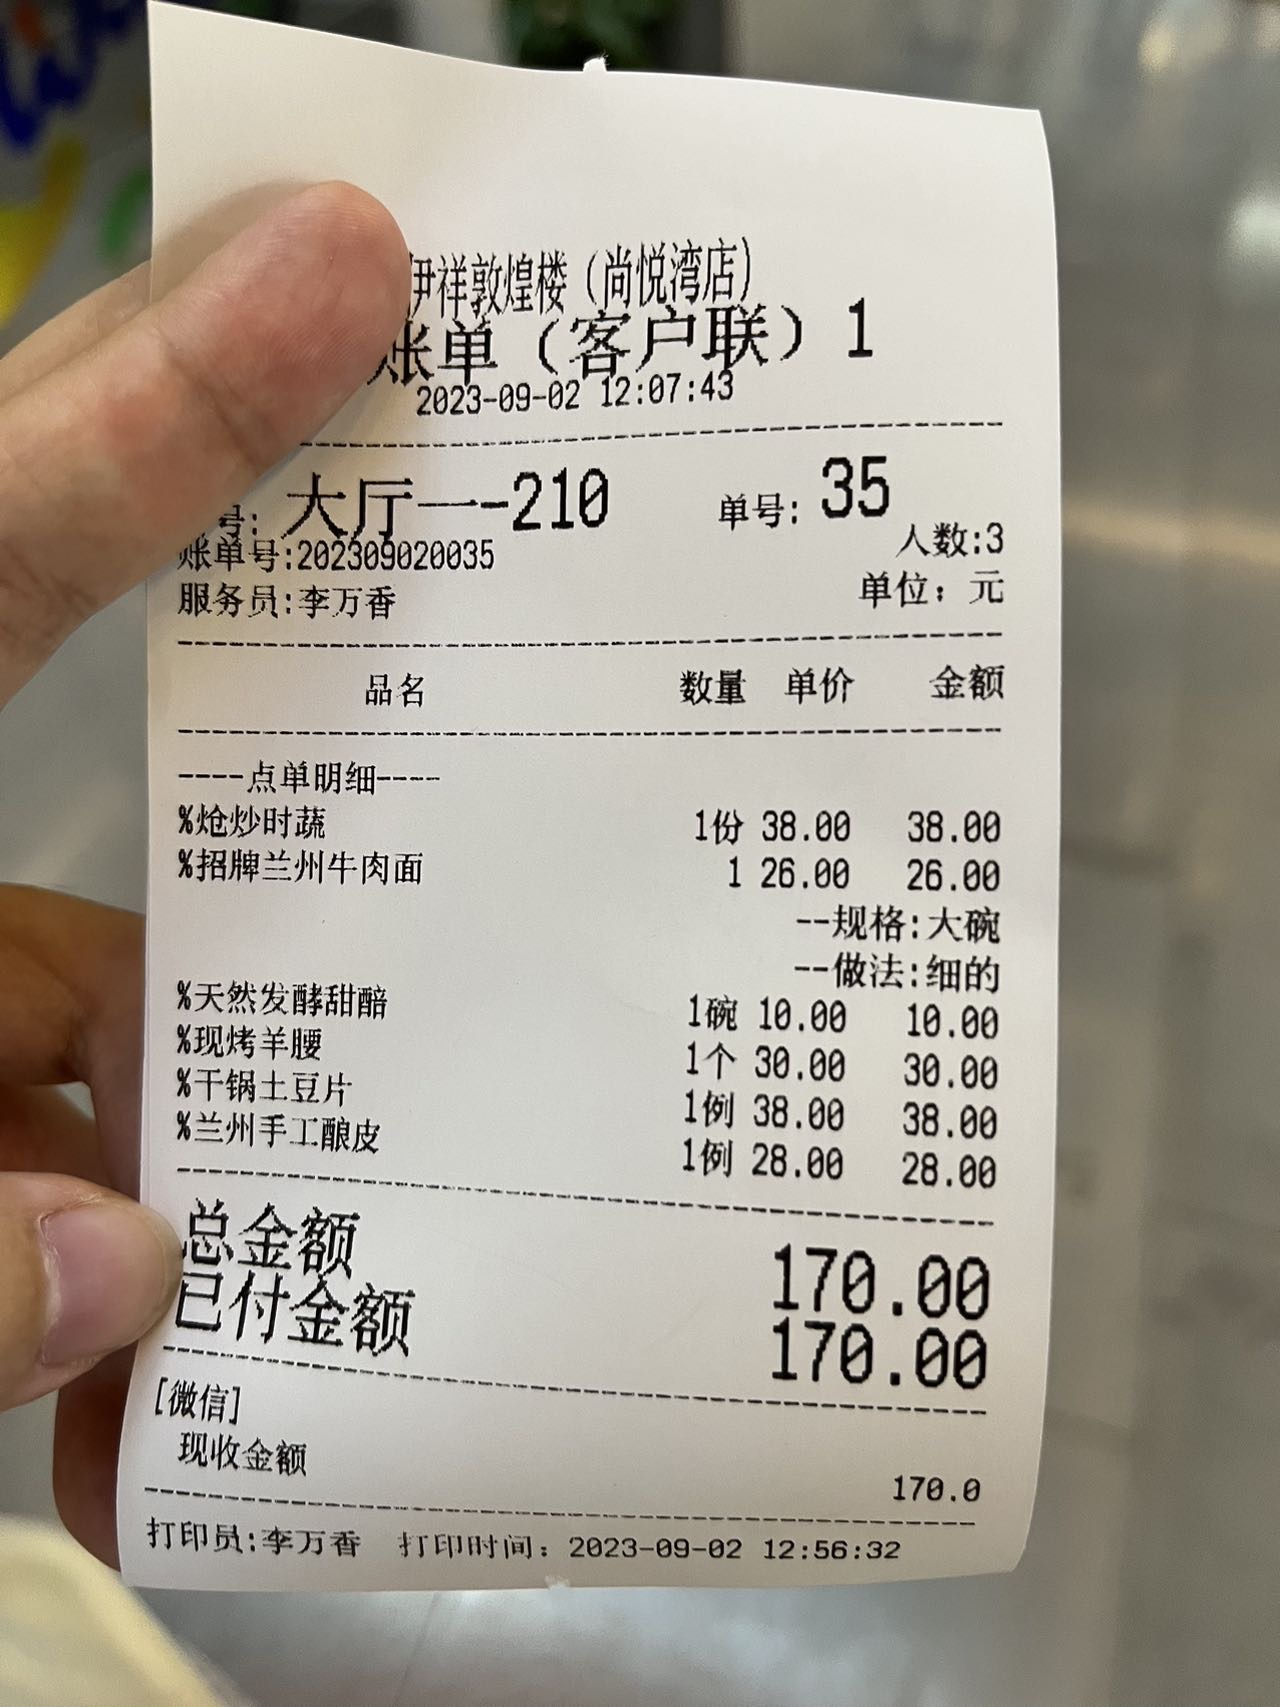 伊祥敦煌楼（尚悦湾店）
账单（客户联）1
2023-09-02 12:07:43
号: 大厅一--210 单号: 35
人数:3
账单号:202309020035
服务员:李万香 单位：元
品名 数量 单价 金额
----点单明细----
%炝炒时蔬 1份 38.00 38.00
%招牌兰州牛肉面 1 26.00 26.00
--规格:大碗
--做法:细的
%天然发酵甜醅 1碗 10.00 10.00
%现烤羊腰 1个 30.00 30.00
%干锅土豆片 1例 38.00 38.00
%兰州手工酿皮 1例 28.00 28.00
总金额 170.00
已付金额 170.00
[微信]
现收金额 170.0
打印员:李万香 打印时间：2023-09-02 12:56:32